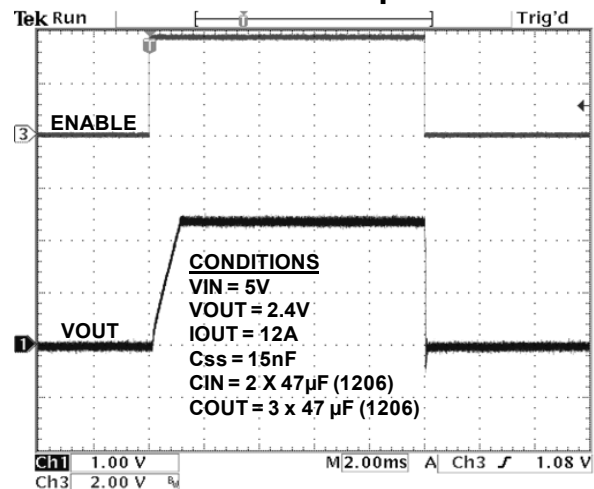 Tek Run Trig'd
T
3 ENABLE
CONDITIONS
VIN = 5V
VOUT = 2.4V
VOUT
IOUT = 12A
1
Css = 15nF
CIN = 2 X 47µF (1206)
COUT = 3 x 47 µF (1206)
Ch1 1.00 V M 2.00ms A Ch3 1.08 V
Ch3 2.00 V